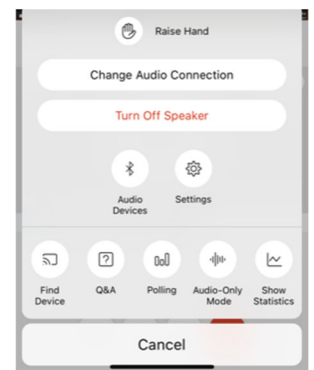 Raise Hand
Change Audio Connection
Turn Off Speaker
Audio
Devices
Settings
Find
Device
Q&A
Polling
Audio-Only
Mode
Show
Statistics
Cancel